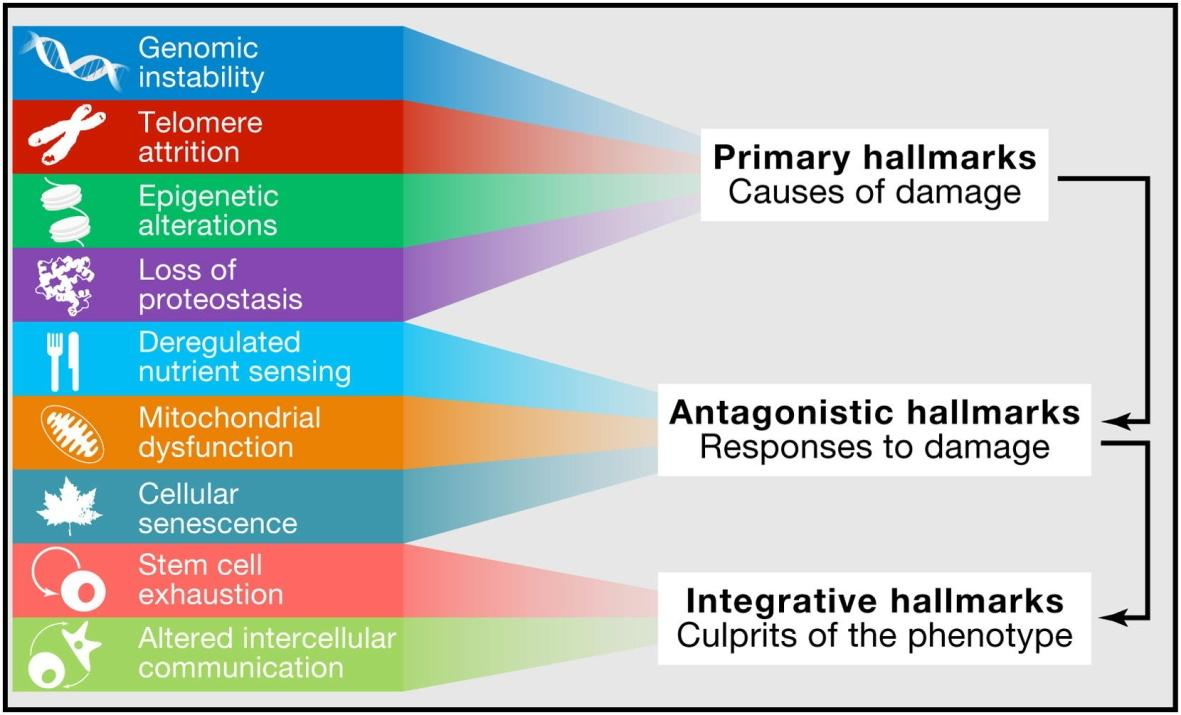 Genomic
instability
Telomere
attrition
Epigenetic
alterations
Loss of
proteostasis
Deregulated
nutrient sensing
Mitochondrial
dysfunction
Cellular
senescence
Stem cell
exhaustion
Altered intercellular
communication
Primary hallmarks
Causes of damage
Antagonistic hallmarks
Responses to damage
Integrative hallmarks
Culprits of the phenotype